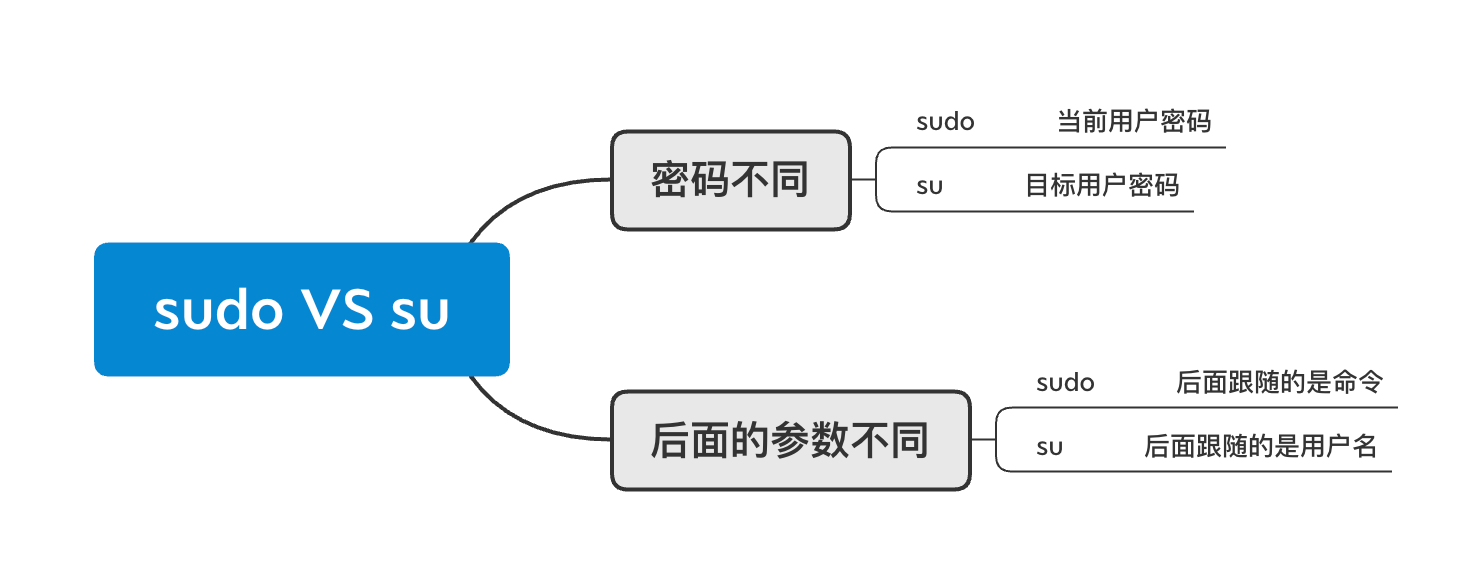 sudo VS su
密码不同
sudo 当前用户密码
su 目标用户密码
后面的参数不同
sudo 后面跟随的是命令
su 后面跟随的是用户名